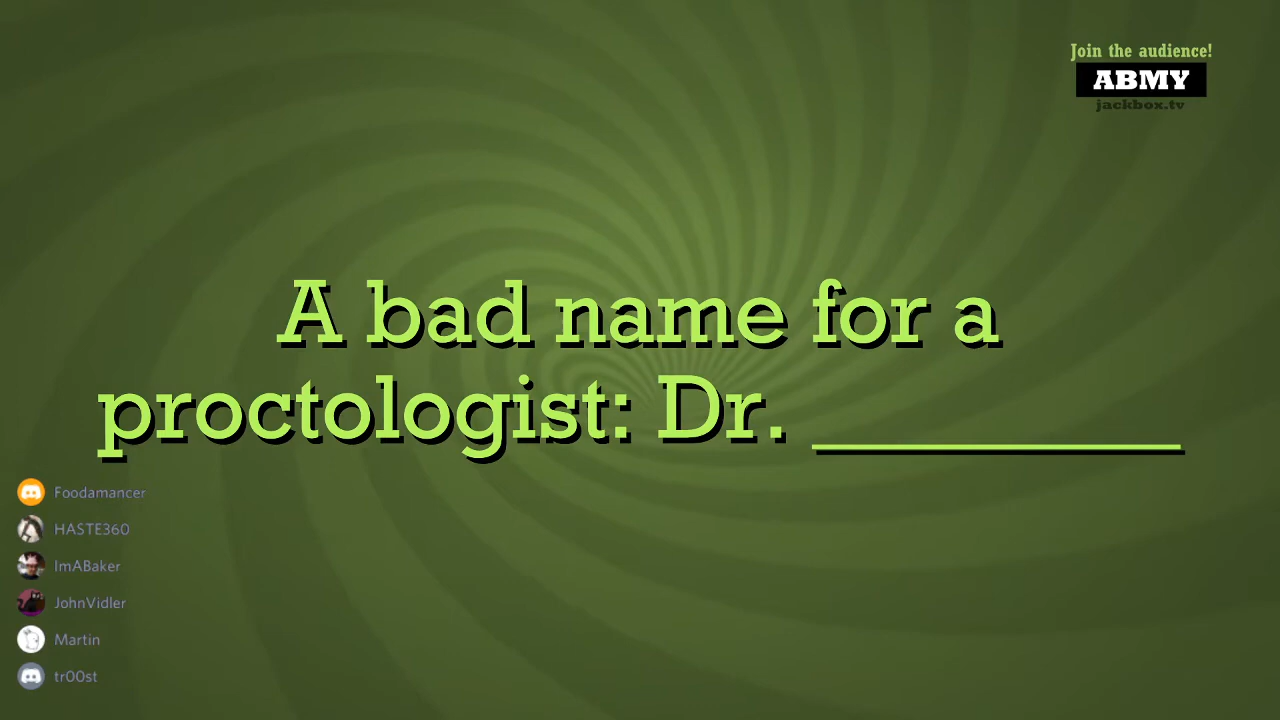 Join the audience!
ABMY
jackbox.tv
A bad name for a
proctologist: Dr. ________
Foodamancer
HASTE360
ImABaker
JohnVidler
Martin
tr00st